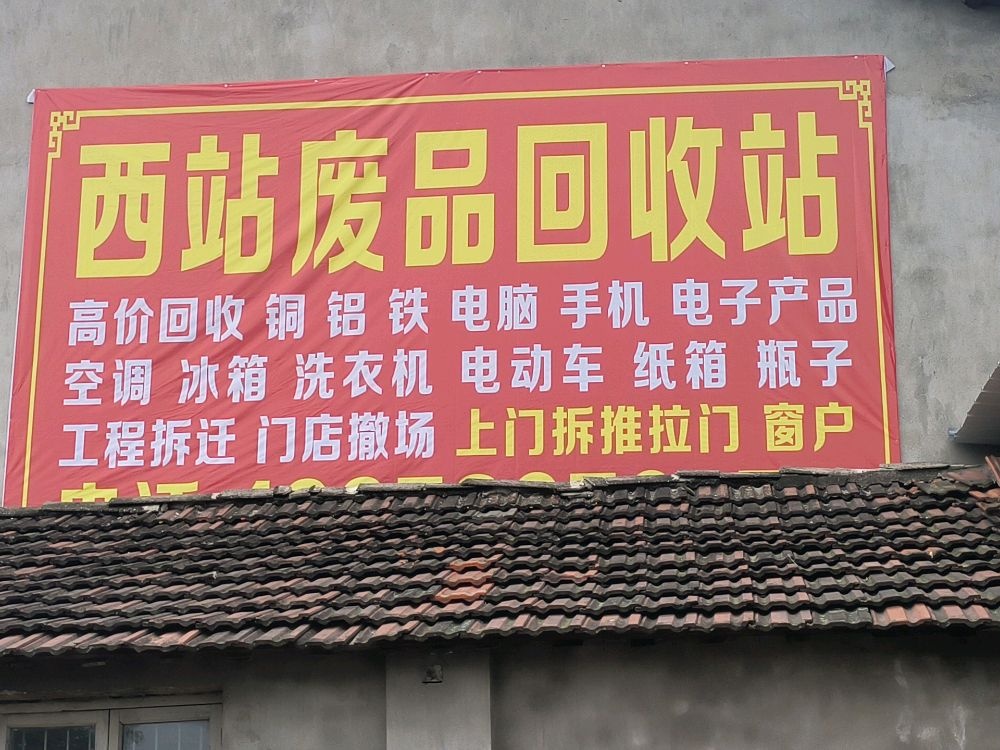 西站废品回收站
高价回收 铜 铝 铁 电脑 手机 电子产品
空调 冰箱 洗衣机 电动车 纸箱 瓶子
工程拆迁 门店撤场 上门拆推拉门 窗户